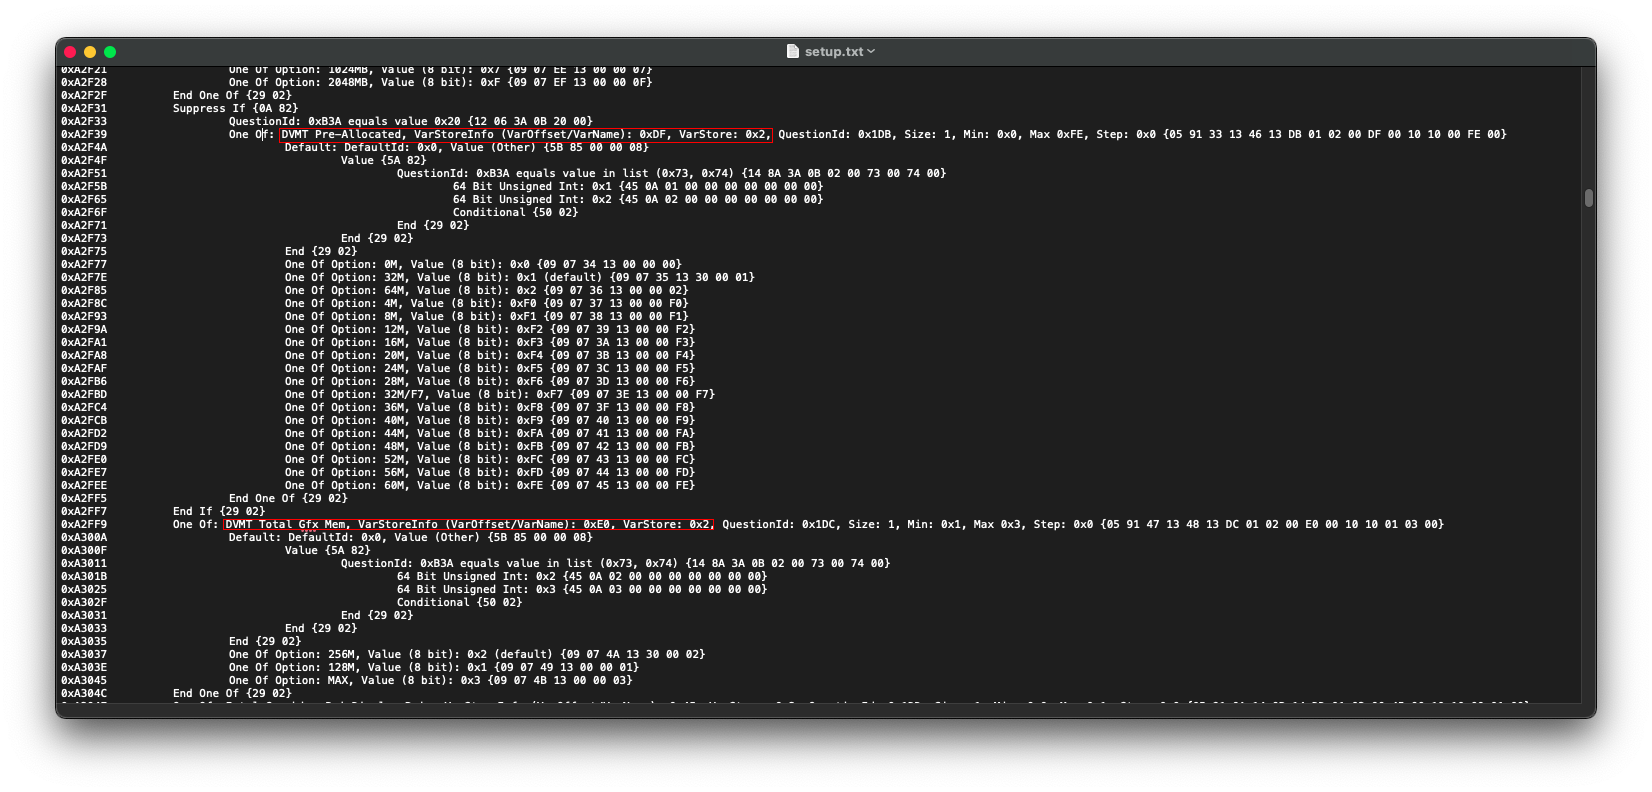 setup.txt
0xA2F21 One Of Option: 1024MB, Value (8 bit): 0x7 {09 07 EE 13 00 00 07}
0xA2F28 One Of Option: 2048MB, Value (8 bit): 0xF {09 07 EF 13 00 00 0F}
0xA2F2F End One Of {29 02}
0xA2F31 Suppress If {0A 82}
0xA2F33 QuestionId: 0xB3A equals value 0x20 {12 06 3A 0B 20 00}
0xA2F39 One Of: DVMT Pre-Allocated, VarStoreInfo (VarOffset/VarName): 0xDF, VarStore: 0x2, QuestionId: 0x1DB, Size: 1, Min: 0x0, Max 0xFE, Step: 0x0 {05 91 33 13 46 13 DB 01 02 00 DF 00 10 10 00 FE 00}
0xA2F4A Default: DefaultId: 0x0, Value (Other) {5B 85 00 00 08}
0xA2F4F Value {5A 82}
0xA2F51 QuestionId: 0xB3A equals value in list (0x73, 0x74) {14 8A 3A 0B 02 00 73 00 74 00}
0xA2F5B 64 Bit Unsigned Int: 0x1 {45 0A 01 00 00 00 00 00 00 00}
0xA2F65 64 Bit Unsigned Int: 0x2 {45 0A 02 00 00 00 00 00 00 00}
0xA2F6F Conditional {50 02}
0xA2F71 End {29 02}
0xA2F73 End {29 02}
0xA2F75 End {29 02}
0xA2F77 One Of Option: 0M, Value (8 bit): 0x0 {09 07 34 13 00 00 00}
0xA2F7E One Of Option: 32M, Value (8 bit): 0x1 (default) {09 07 35 13 30 00 01}
0xA2F85 One Of Option: 64M, Value (8 bit): 0x2 {09 07 36 13 00 00 02}
0xA2F8C One Of Option: 4M, Value (8 bit): 0xF0 {09 07 37 13 00 00 F0}
0xA2F93 One Of Option: 8M, Value (8 bit): 0xF1 {09 07 38 13 00 00 F1}
0xA2F9A One Of Option: 12M, Value (8 bit): 0xF2 {09 07 39 13 00 00 F2}
0xA2FA1 One Of Option: 16M, Value (8 bit): 0xF3 {09 07 3A 13 00 00 F3}
0xA2FA8 One Of Option: 20M, Value (8 bit): 0xF4 {09 07 3B 13 00 00 F4}
0xA2FAF One Of Option: 24M, Value (8 bit): 0xF5 {09 07 3C 13 00 00 F5}
0xA2FB6 One Of Option: 28M, Value (8 bit): 0xF6 {09 07 3D 13 00 00 F6}
0xA2FBD One Of Option: 32M/F7, Value (8 bit): 0xF7 {09 07 3E 13 00 00 F7}
0xA2FC4 One Of Option: 36M, Value (8 bit): 0xF8 {09 07 3F 13 00 00 F8}
0xA2FCB One Of Option: 40M, Value (8 bit): 0xF9 {09 07 40 13 00 00 F9}
0xA2FD2 One Of Option: 44M, Value (8 bit): 0xFA {09 07 41 13 00 00 FA}
0xA2FD9 One Of Option: 48M, Value (8 bit): 0xFB {09 07 42 13 00 00 FB}
0xA2FE0 One Of Option: 52M, Value (8 bit): 0xFC {09 07 43 13 00 00 FC}
0xA2FE7 One Of Option: 56M, Value (8 bit): 0xFD {09 07 44 13 00 00 FD}
0xA2FEE One Of Option: 60M, Value (8 bit): 0xFE {09 07 45 13 00 00 FE}
0xA2FF5 End One Of {29 02}
0xA2FF7 End If {29 02}
0xA2FF9 One Of: DVMT Total Gfx Mem, VarStoreInfo (VarOffset/VarName): 0xE0, VarStore: 0x2, QuestionId: 0x1DC, Size: 1, Min: 0x1, Max 0x3, Step: 0x0 {05 91 47 13 48 13 DC 01 02 00 E0 00 10 10 01 03 00}
0xA300A Default: DefaultId: 0x0, Value (Other) {5B 85 00 00 08}
0xA300F Value {5A 82}
0xA3011 QuestionId: 0xB3A equals value in list (0x73, 0x74) {14 8A 3A 0B 02 00 73 00 74 00}
0xA301B 64 Bit Unsigned Int: 0x2 {45 0A 02 00 00 00 00 00 00 00}
0xA3025 64 Bit Unsigned Int: 0x3 {45 0A 03 00 00 00 00 00 00 00}
0xA302F Conditional {50 02}
0xA3031 End {29 02}
0xA3033 End {29 02}
0xA3035 End {29 02}
0xA3037 One Of Option: 256M, Value (8 bit): 0x2 (default) {09 07 4A 13 30 00 02}
0xA303E One Of Option: 128M, Value (8 bit): 0x1 {09 07 49 13 00 00 01}
0xA3045 One Of Option: MAX, Value (8 bit): 0x3 {09 07 4B 13 00 00 03}
0xA304C End One Of {29 02}